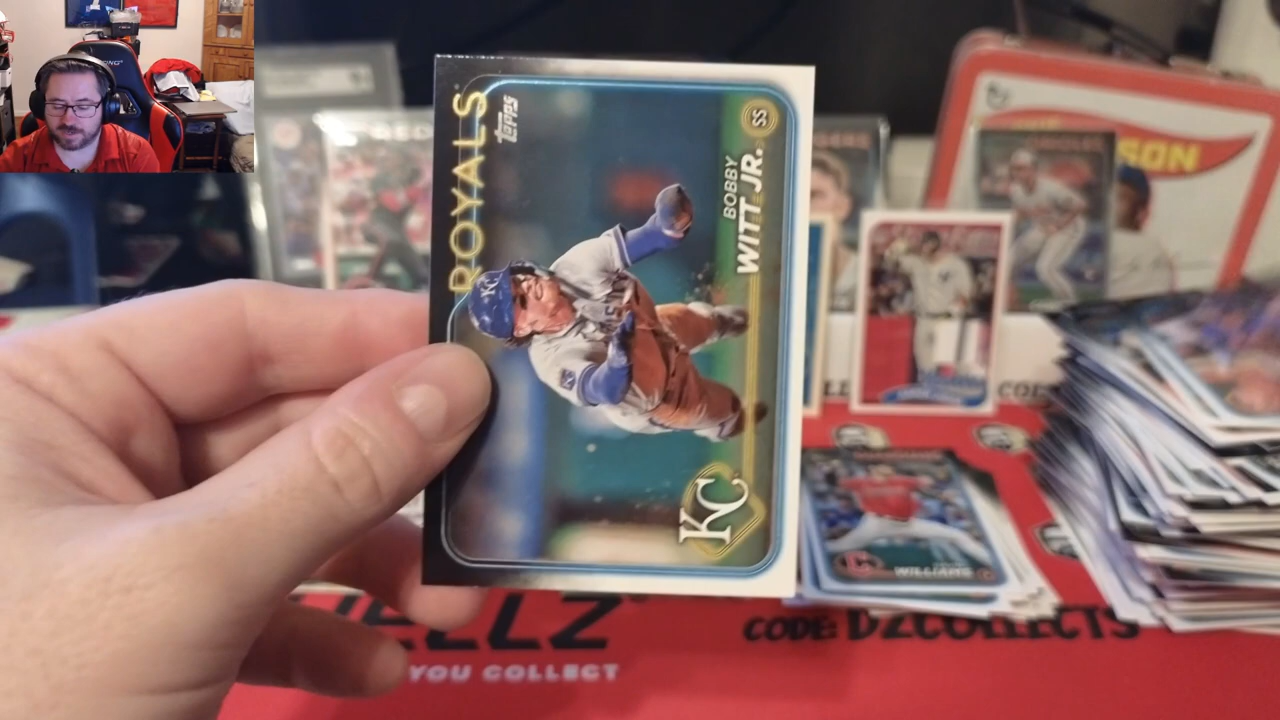 ROYALS
TOPPS
SS
BOBBY
WITT JR.
KC
SON
WILLIAMS
CODE: DZCOLLECTS
YOU COLLECT